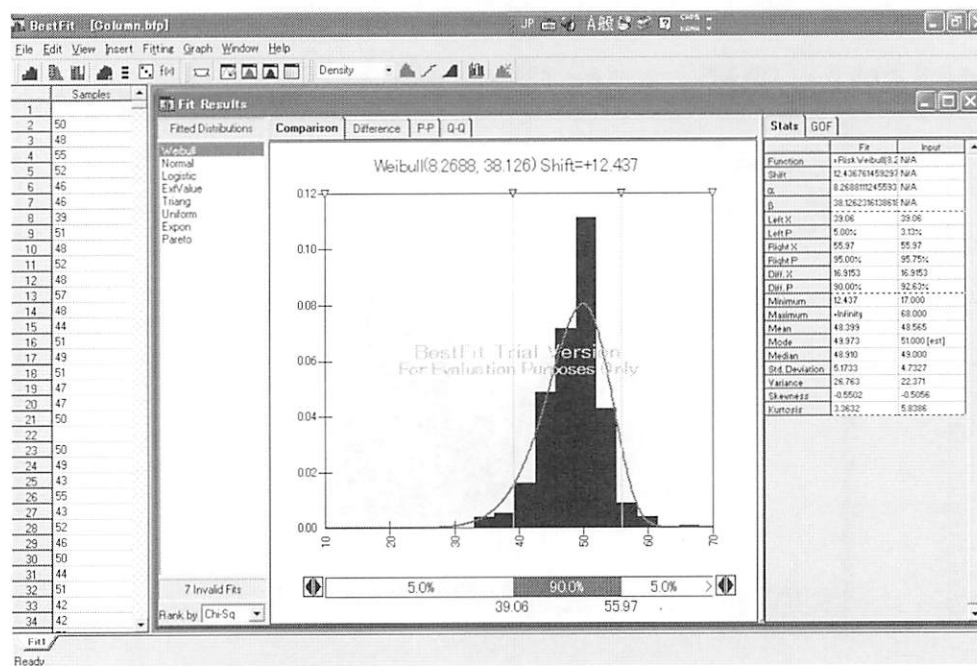 BestFit [Column.bfp]
JP A般
File Edit View Insert Fitting Graph Window Help
Density
Samples
1
2 50
3 48
4 55
5 52
6 46
7 46
8 39
9 51
10 48
11 52
12 48
13 57
14 48
15 44
16 51
17 49
18 51
19 47
20 47
21 50
22
23 50
24 49
25 43
26 55
27 43
28 52
29 46
30 50
31 44
32 51
33 42
34 42
Fit1
Ready
Fit Results
Fitted Distributions
Weibull
Normal
Logistic
ExtValue
Triang
Uniform
Expon
Pareto
7 Invalid Fits
Rank by Chi-Sq
Comparison Difference P-P Q-Q
Weibull(8.2688, 38.126) Shift=+12.437
0.12
0.10
0.08
0.06
0.04
0.02
0.00
BestFit Trial Version
For Evaluation Purposes Only
10 20 30 40 50 60 70
5.0% 90.0% 5.0% >
39.06 55.97
Stats GOF
Fit Input
Function =RiskWeibull(8.2 N/A
Shift 12.436761459297 N/A
α N/A
β N/A
Left X 39.06 39.06
Left P 5.00% 3.13%
Right X 55.97 55.97
Right P 95.00% 95.75%
Diff. X 16.9153 16.9153
Diff. P 90.00% 92.63%
Minimum 12.437 17.000
Maximum +Infinity 68.000
Mean 48.399 48.565
Mode 49.973 51.000 [est]
Median 48.910 49.000
Std. Deviation 5.1733 4.7327
Variance 26.763 22.371
Skewness -0.5502 -0.5056
Kurtosis 3.3632 5.8386